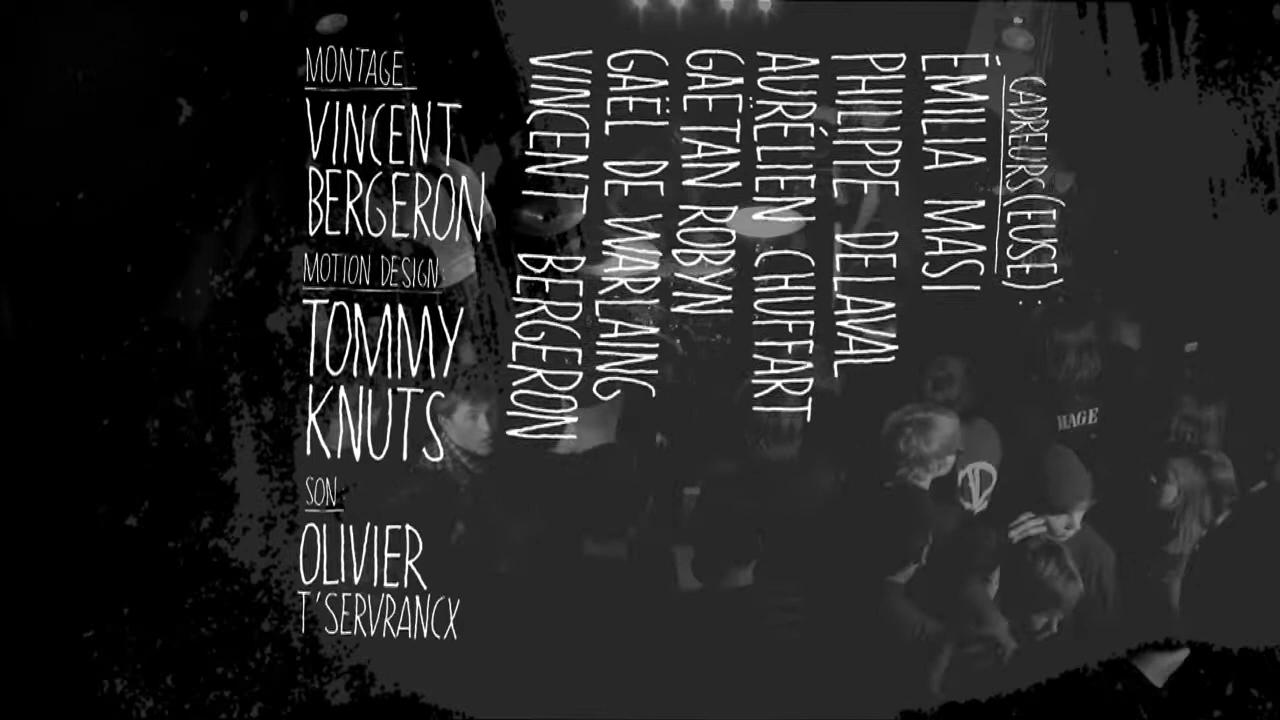 MONTAGE
VINCENT
BERGERON
MOTION DESIGN
TOMMY
KNUTS
SON
OLIVIER
T'SERVRANCX
CADREURS(EUSE) :
ÉMILIA MASI
PHILIPPE DELAVAL
AURÉLIEN CHUFFART
GAËTAN ROBYN
GAËL DE WARLAING
VINCENT BERGERON